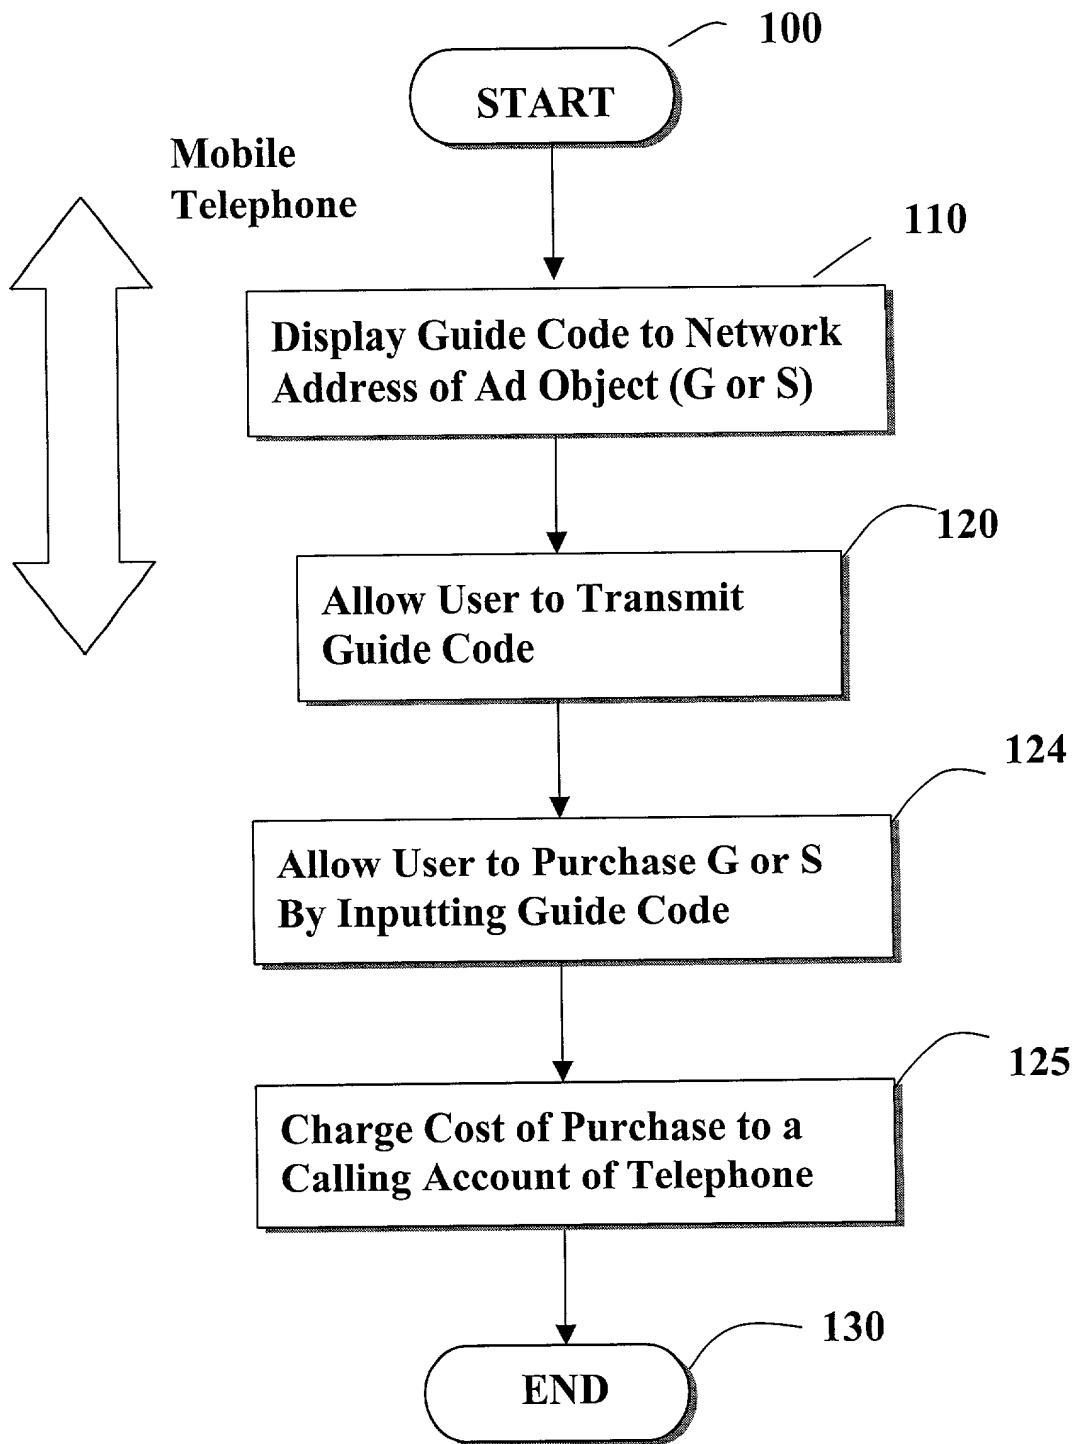 100
START
Mobile
Telephone
110
Display Guide Code to Network
Address of Ad Object (G or S)
120
Allow User to Transmit
Guide Code
124
Allow User to Purchase G or S
By Inputting Guide Code
125
Charge Cost of Purchase to a
Calling Account of Telephone
130
END